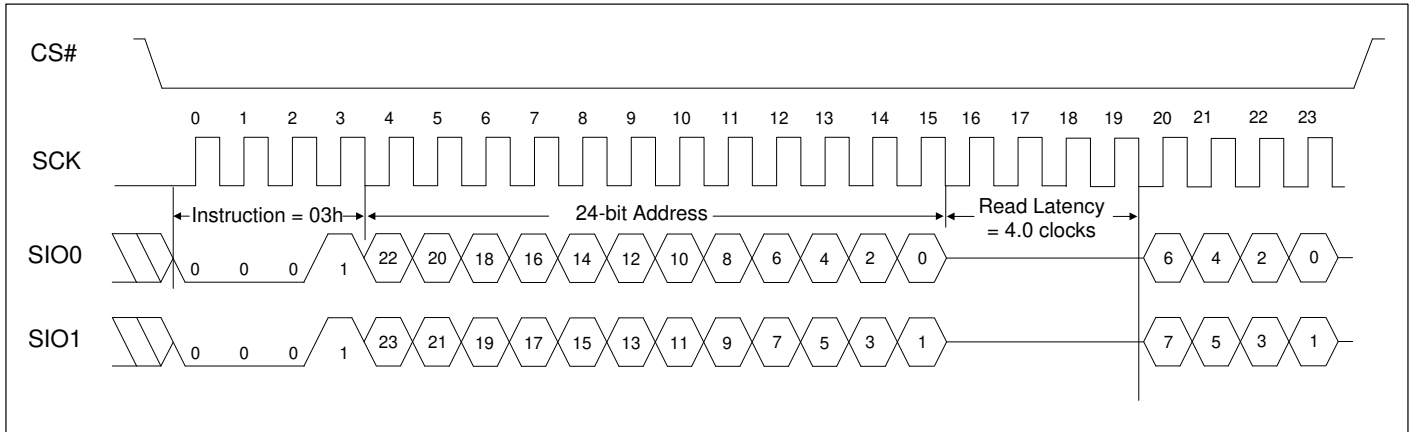 CS#
0 1 2 3 4 5 6 7 8 9 10 11 12 13 14 15 16 17 18 19 20 21 22 23
SCK
Instruction = 03h 24-bit Address Read Latency
= 4.0 clocks
SIO0 0 0 0 1 22 20 18 16 14 12 10 8 6 4 2 0 6 4 2 0
SIO1 0 0 0 1 23 21 19 17 15 13 11 9 7 5 3 1 7 5 3 1